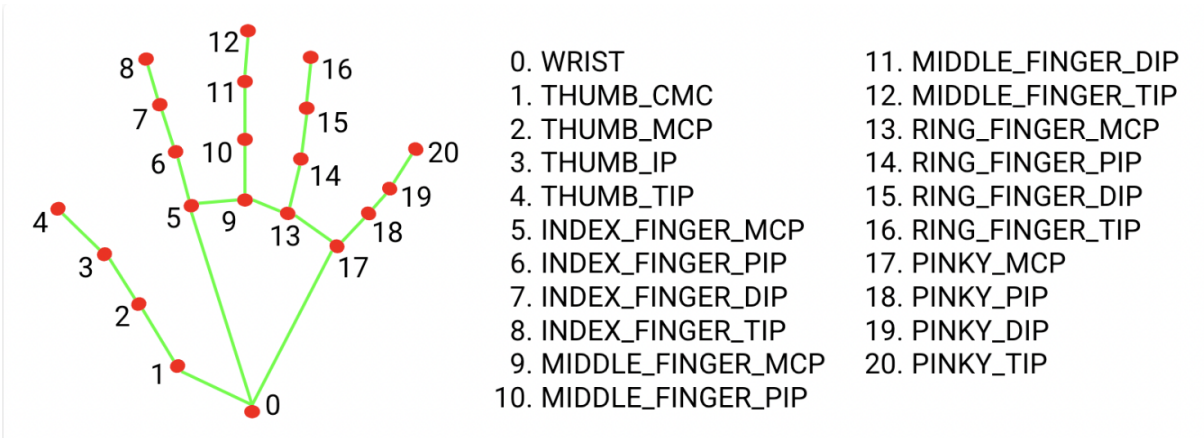 12
8
16
11
7
15
10
6
20
14
19
4
5
9
18
13
3
17
2
1
0
0. WRIST
1. THUMB_CMC
2. THUMB_MCP
3. THUMB_IP
4. THUMB_TIP
5. INDEX_FINGER_MCP
6. INDEX_FINGER_PIP
7. INDEX_FINGER_DIP
8. INDEX_FINGER_TIP
9. MIDDLE_FINGER_MCP
10. MIDDLE_FINGER_PIP
11. MIDDLE_FINGER_DIP
12. MIDDLE_FINGER_TIP
13. RING_FINGER_MCP
14. RING_FINGER_PIP
15. RING_FINGER_DIP
16. RING_FINGER_TIP
17. PINKY_MCP
18. PINKY_PIP
19. PINKY_DIP
20. PINKY_TIP